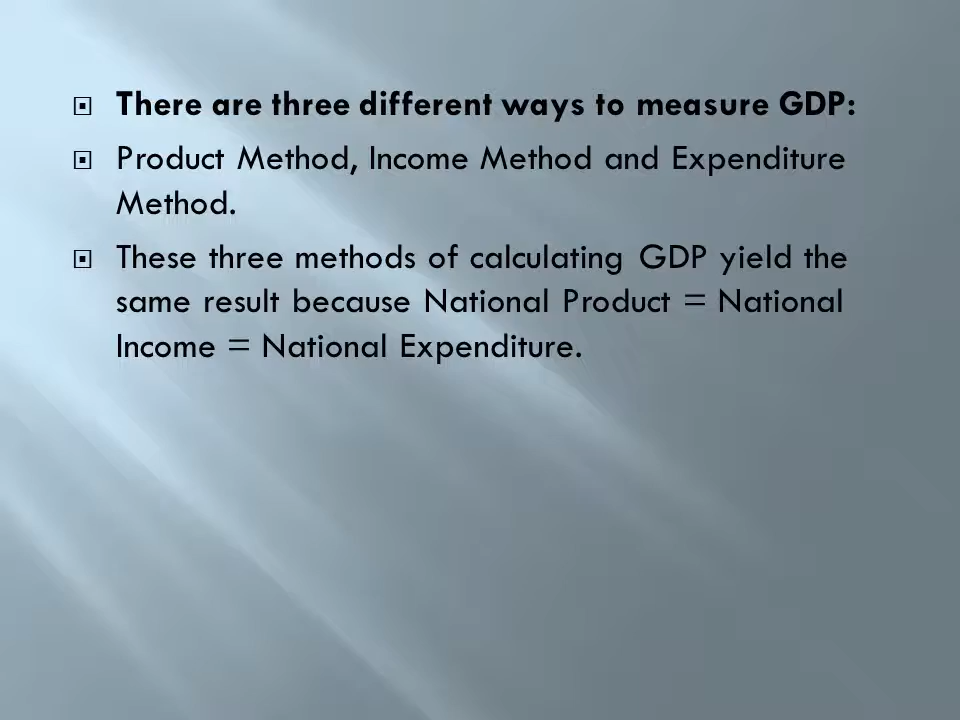 There are three different ways to measure GDP:
Product Method, Income Method and Expenditure
Method.
These three methods of calculating GDP yield the
same result because National Product = National
Income = National Expenditure.